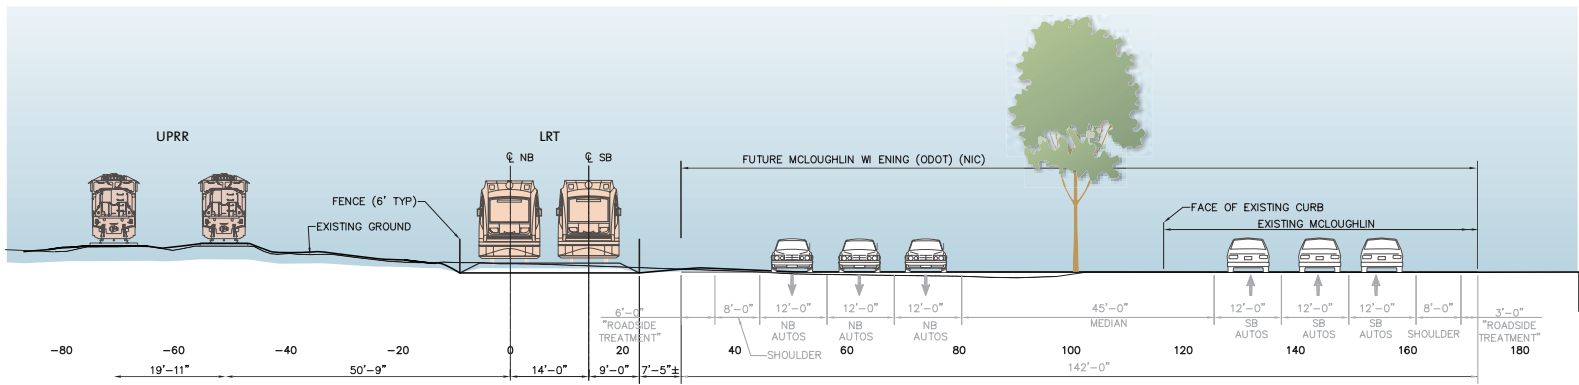 UPRR
LRT
℄ NB
℄ SB
FUTURE MCLOUGHLIN WI ENING (ODOT) (NIC)
FENCE (6' TYP)
EXISTING GROUND
FACE OF EXISTING CURB
EXISTING MCLOUGHLIN
6'-0"
"ROADSIDE
TREATMENT"
8'-0"
SHOULDER
12'-0"
NB
AUTOS
12'-0"
NB
AUTOS
12'-0"
NB
AUTOS
45'-0"
MEDIAN
12'-0"
SB
AUTOS
12'-0"
SB
AUTOS
12'-0"
SB
AUTOS
8'-0"
SHOULDER
3'-0"
"ROADSIDE
TREATMENT"
-80 -60 -40 -20 0 20 40 60 80 100 120 140 160 180
19'-11" 50'-9" 14'-0" 9'-0" 7'-5"± 142'-0"